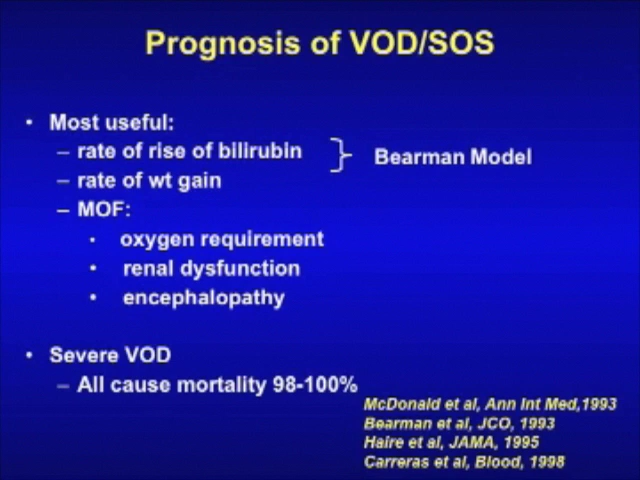 Prognosis of VOD/SOS
• Most useful:
– rate of rise of bilirubin
Bearman Model
– rate of wt gain
– MOF:
• oxygen requirement
• renal dysfunction
• encephalopathy
• Severe VOD
– All cause mortality 98-100%
McDonald et al, Ann Int Med,1993
Bearman et al, JCO, 1993
Haire et al, JAMA, 1995
Carreras et al, Blood, 1998